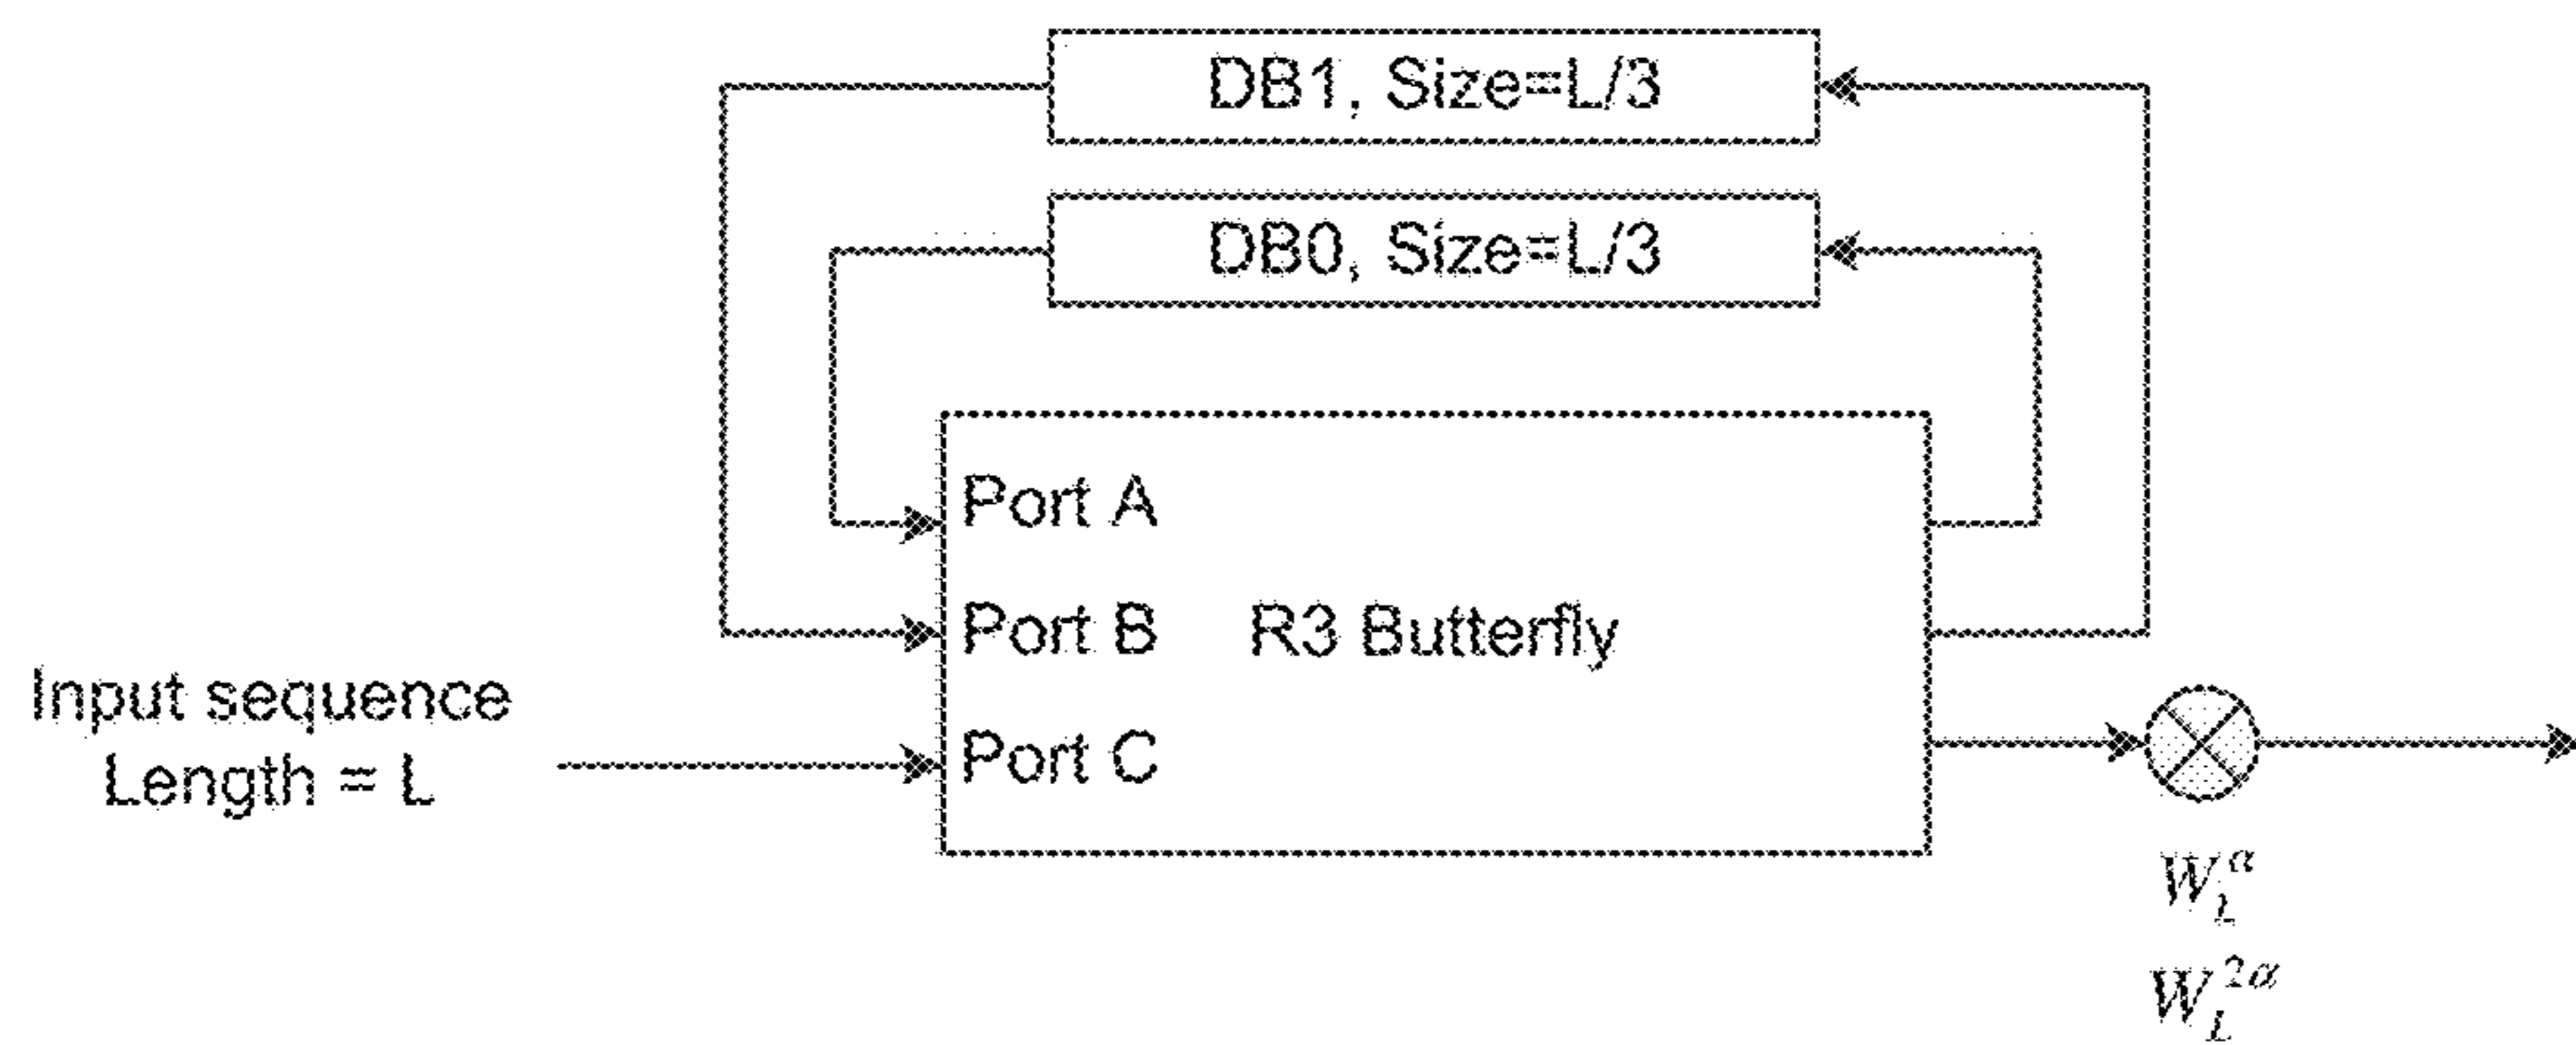 DB1, Size=L/3
DB0, Size=L/3
Port A
Port B R3 Butterfly
Input sequence
Length = L
Port C
W_L^α
W_L^{2α}